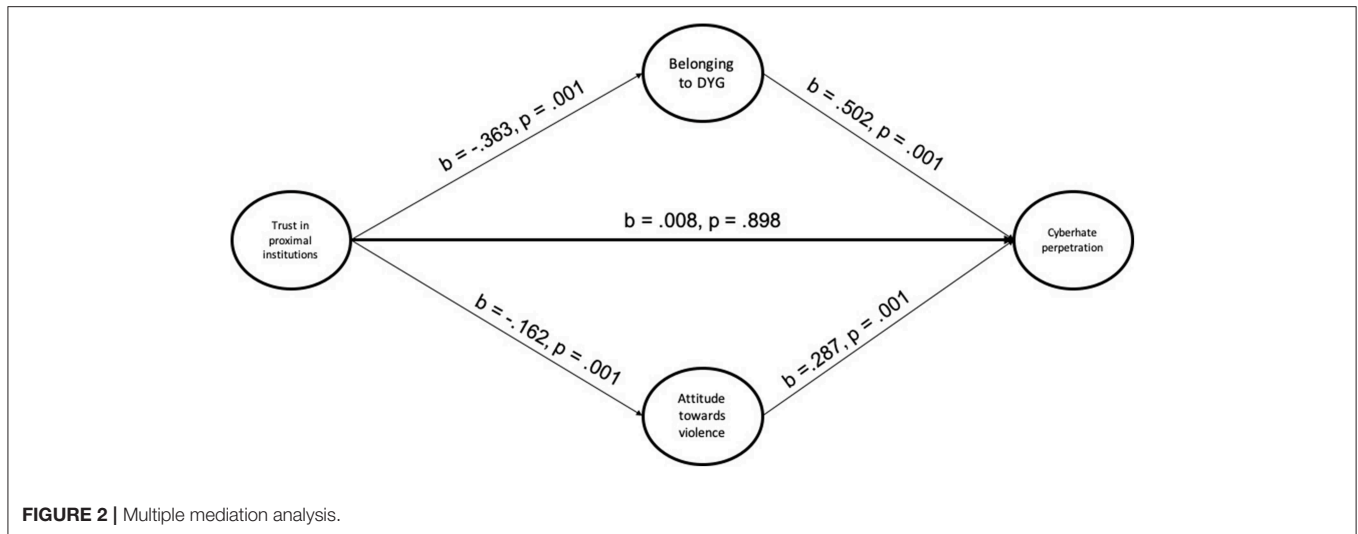 Belonging
to DYG
b = -.363, p = .001
b = .502, p = .001
Trust in
proximal
institutions
b = .008, p = .898
Cyberhate
perpetration
b = -.162, p = .001
b =.287, p = .001
Attitude
towards
violence
FIGURE 2 | Multiple mediation analysis.